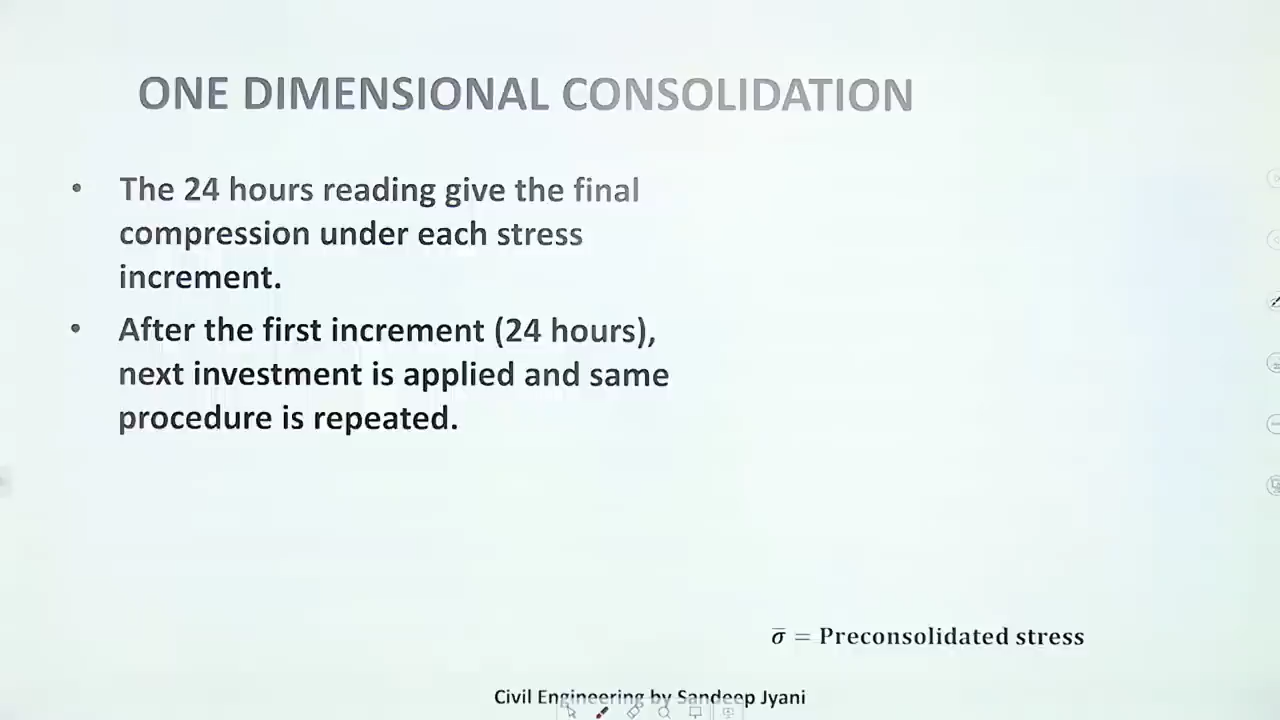 ONE DIMENSIONAL CONSOLIDATION
• The 24 hours reading give the final
compression under each stress
increment.
• After the first increment (24 hours),
next investment is applied and same
procedure is repeated.
σ̅ = Preconsolidated stress
Civil Engineering by Sandeep Jyani